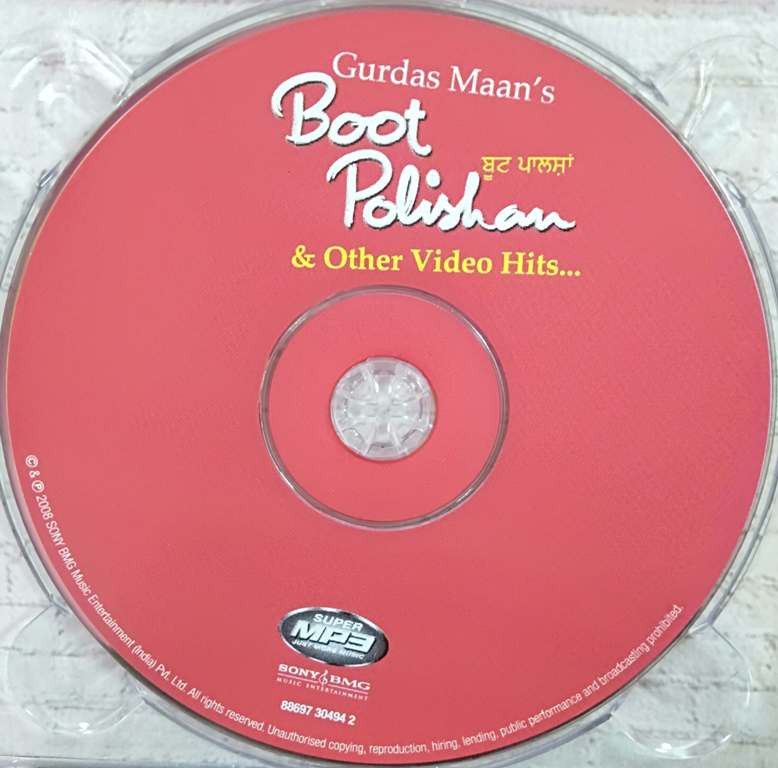 Gurdas Maan's
Boot
ਬੂਟ ਪਾਲਸ਼ਾਂ
Polishan
& Other Video Hits...
SUPER
MP3
JUST MORE MUSIC
SONY BMG
MUSIC ENTERTAINMENT
88697 30494 2
© & ℗ 2008 SONY BMG Music Entertainment (India) Pvt. Ltd. All rights reserved. Unauthorised copying, reproduction, hiring, lending, public performance and broadcasting prohibited.